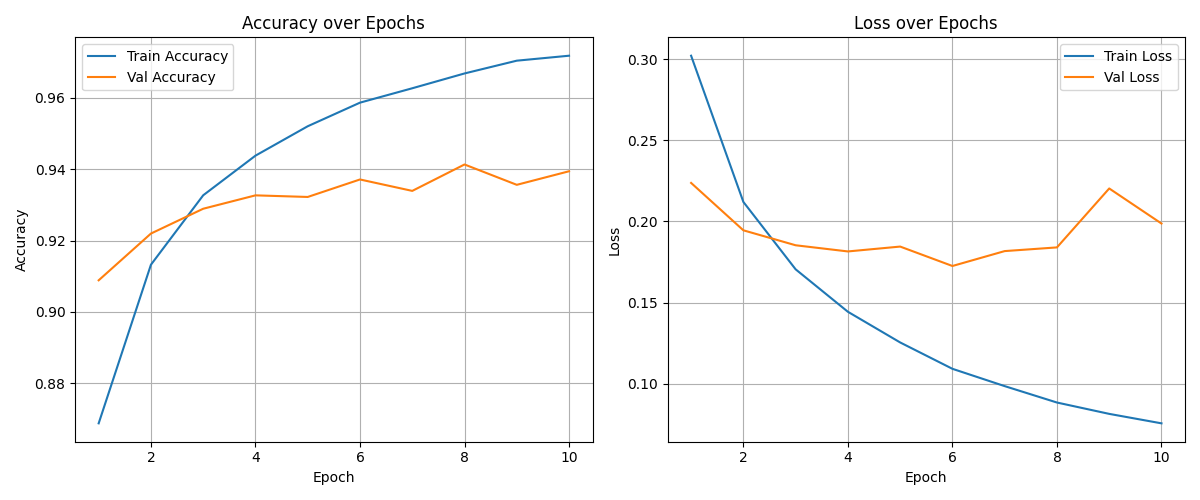 Accuracy over Epochs
Train Accuracy
Val Accuracy
0.96
0.94
0.92
0.90
0.88
Accuracy
2 4 6 8 10
Epoch
Loss over Epochs
Train Loss
Val Loss
0.30
0.25
0.20
0.15
0.10
Loss
2 4 6 8 10
Epoch